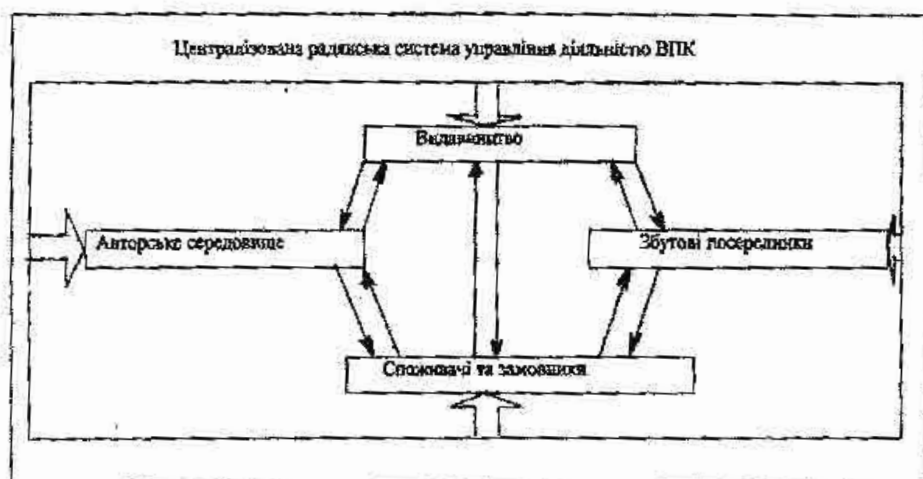 Централізована радянська система управління діяльністю ВПК
Видавництво
Авторське середовище
Збутові посередники
Споживачі та замовники